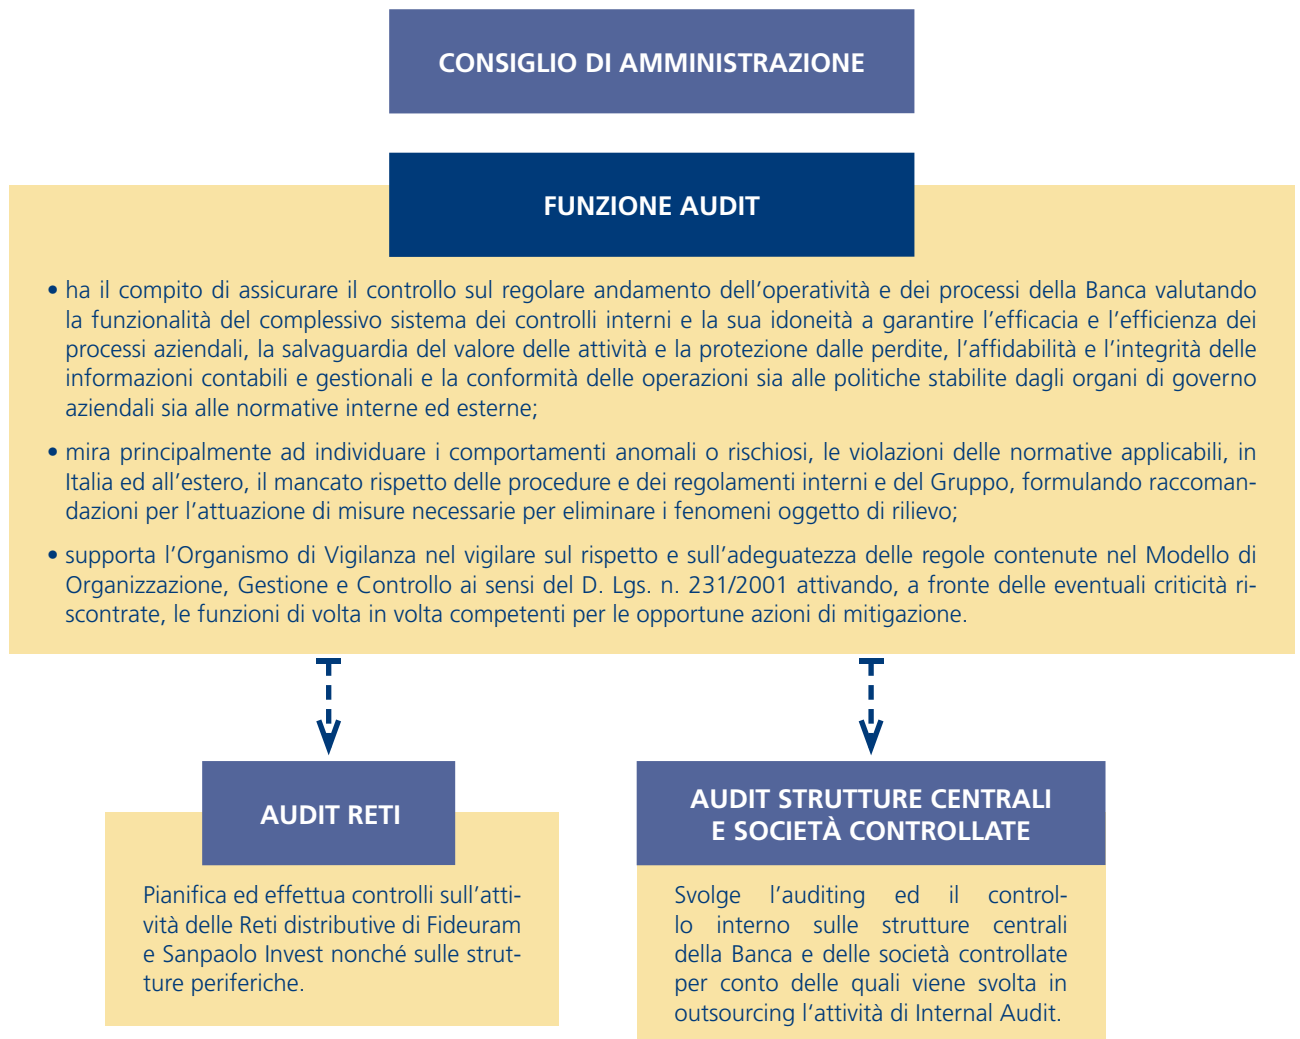 CONSIGLIO DI AMMINISTRAZIONE
FUNZIONE AUDIT
• ha il compito di assicurare il controllo sul regolare andamento dell'operatività e dei processi della Banca valutando
la funzionalità del complessivo sistema dei controlli interni e la sua idoneità a garantire l'efficacia e l'efficienza dei
processi aziendali, la salvaguardia del valore delle attività e la protezione dalle perdite, l'affidabilità e l'integrità delle
informazioni contabili e gestionali e la conformità delle operazioni sia alle politiche stabilite dagli organi di governo
aziendali sia alle normative interne ed esterne;
• mira principalmente ad individuare i comportamenti anomali o rischiosi, le violazioni delle normative applicabili, in
Italia ed all'estero, il mancato rispetto delle procedure e dei regolamenti interni e del Gruppo, formulando raccoman-
dazioni per l'attuazione di misure necessarie per eliminare i fenomeni oggetto di rilievo;
• supporta l'Organismo di Vigilanza nel vigilare sul rispetto e sull'adeguatezza delle regole contenute nel Modello di
Organizzazione, Gestione e Controllo ai sensi del D. Lgs. n. 231/2001 attivando, a fronte delle eventuali criticità ri-
scontrate, le funzioni di volta in volta competenti per le opportune azioni di mitigazione.
AUDIT RETI
Pianifica ed effettua controlli sull'atti-
vità delle Reti distributive di Fideuram
e Sanpaolo Invest nonché sulle strut-
ture periferiche.
AUDIT STRUTTURE CENTRALI
E SOCIETÀ CONTROLLATE
Svolge l'auditing ed il control-
lo interno sulle strutture centrali
della Banca e delle società controllate
per conto delle quali viene svolta in
outsourcing l'attività di Internal Audit.